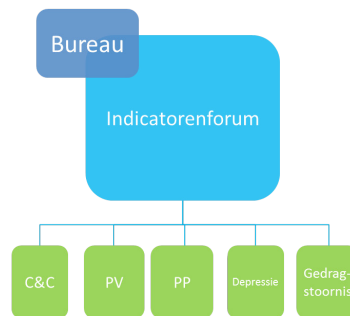 Bureau
Indicatorenforum
C&C
PV
PP
Depressie
Gedrag-
stoornis